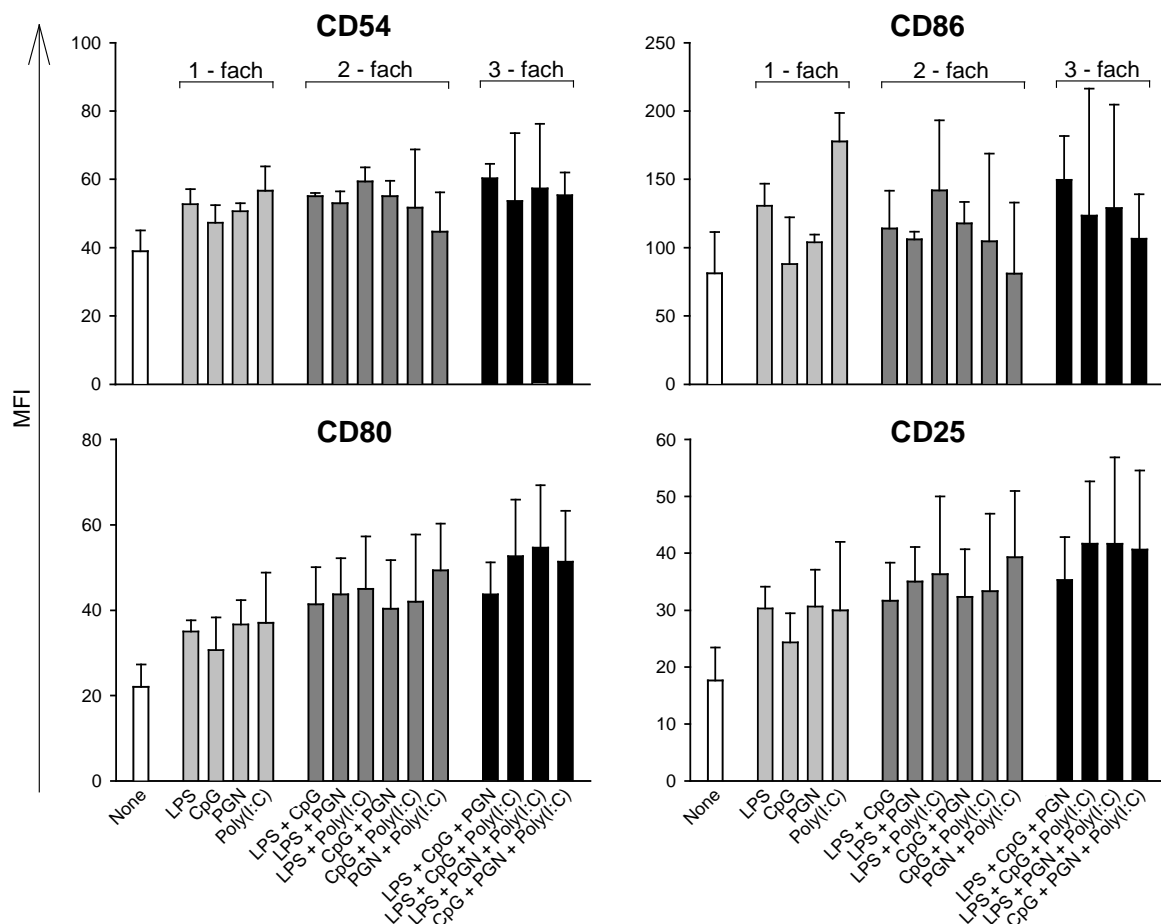 CD54
CD86
100
80
60
40
20
0
1 - fach
2 - fach
3 - fach
250
200
150
100
50
0
1 - fach
2 - fach
3 - fach
MFI
CD80
CD25
80
60
40
20
0
60
50
40
30
20
10
0
None
LPS
CpG
PGN
Poly(I:C)
LPS + CpG
LPS + PGN
LPS + Poly(I:C)
CpG + PGN
CpG + Poly(I:C)
PGN + Poly(I:C)
LPS + CpG + PGN
LPS + CpG + Poly(I:C)
LPS + PGN + Poly(I:C)
CpG + PGN + Poly(I:C)
None
LPS
CpG
PGN
Poly(I:C)
LPS + CpG
LPS + PGN
LPS + Poly(I:C)
CpG + PGN
CpG + Poly(I:C)
PGN + Poly(I:C)
LPS + CpG + PGN
LPS + CpG + Poly(I:C)
LPS + PGN + Poly(I:C)
CpG + PGN + Poly(I:C)